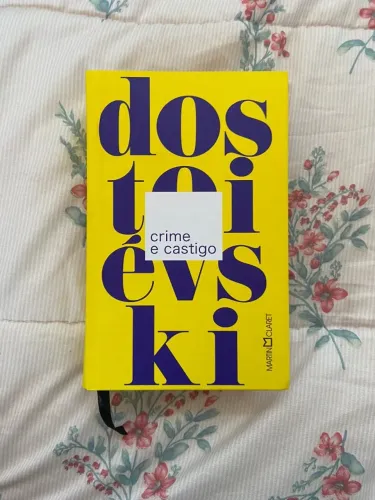 dos
toi
évs
ki
crime
e castigo
MARTIN CLARET